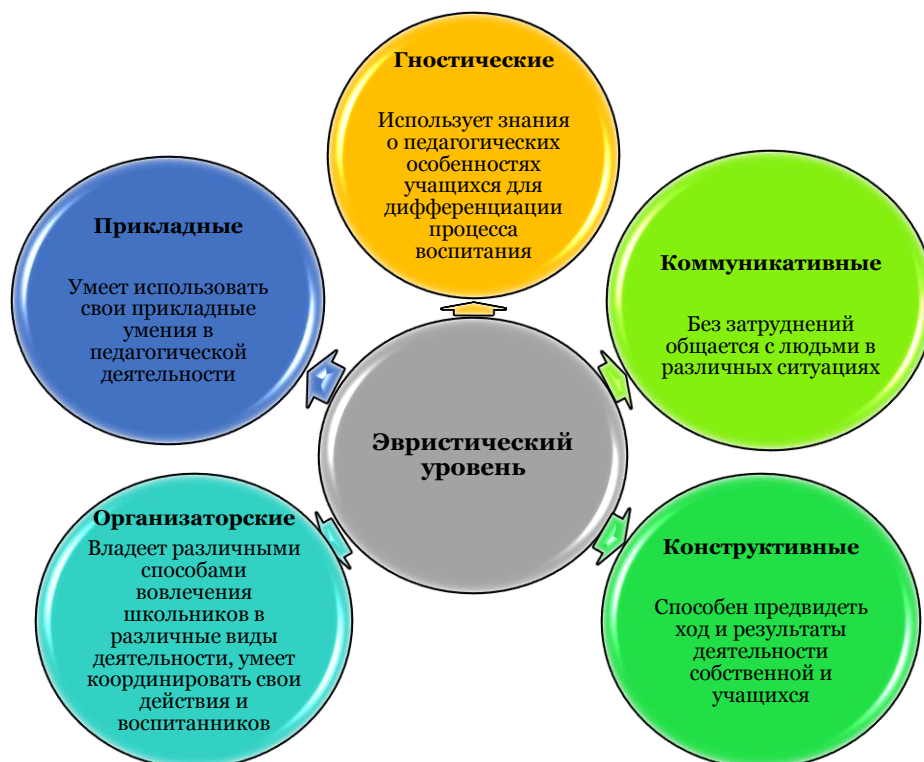 Гностические
Использует знания
о педагогических
особенностях
учащихся для
дифференциации
процесса
воспитания
Прикладные
Умеет использовать
свои прикладные
умения в
педагогической
деятельности
Коммуникативные
Без затруднений
общается с людьми в
различных ситуациях
Эвристический
уровень
Организаторские
Владеет различными
способами
вовлечения
школьников в
различные виды
деятельности, умеет
координировать свои
действия и
воспитанников
Конструктивные
Способен предвидеть
ход и результаты
деятельности
собственной и
учащихся